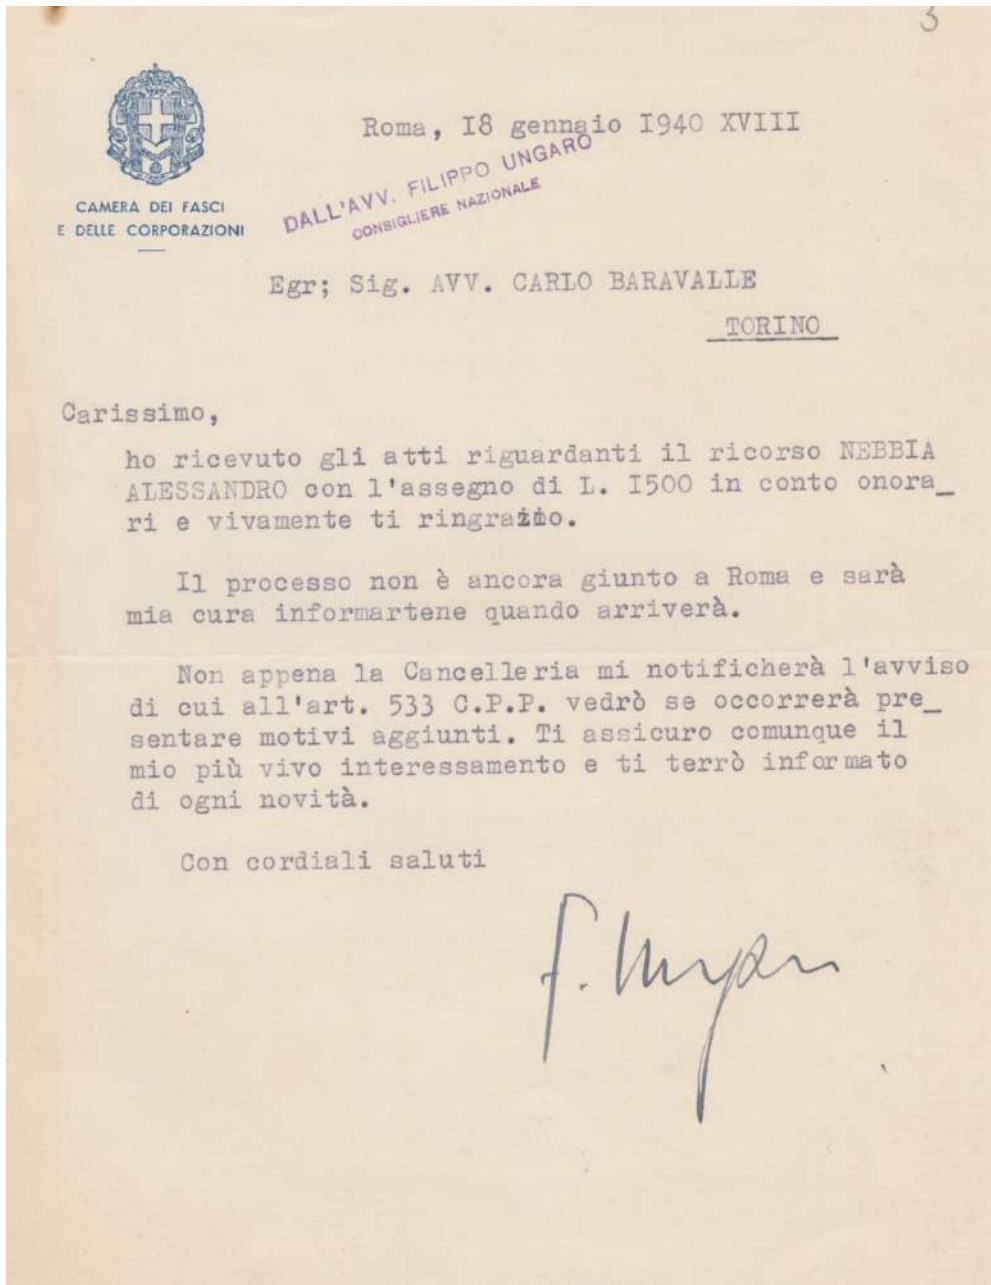 3
Roma, I8 gennaio I940 XVIII
DALL'AVV. FILIPPO UNGARO
CONSIGLIERE NAZIONALE
CAMERA DEI FASCI
E DELLE CORPORAZIONI
Egr; Sig. AVV. CARLO BARAVALLE
TORINO
Carissimo,
ho ricevuto gli atti riguardanti il ricorso NEBBIA
ALESSANDRO con l'assegno di L. I500 in conto onora_
ri e vivamente ti ringrazio.
Il processo non è ancora giunto a Roma e sarà
mia cura informartene quando arriverà.
Non appena la Cancelleria mi notificherà l'avviso
di cui all'art. 533 C.P.P. vedrò se occorrerà pre_
sentare motivi aggiunti. Ti assicuro comunque il
mio più vivo interessamento e ti terrò informato
di ogni novità.
Con cordiali saluti
F. Ungaro